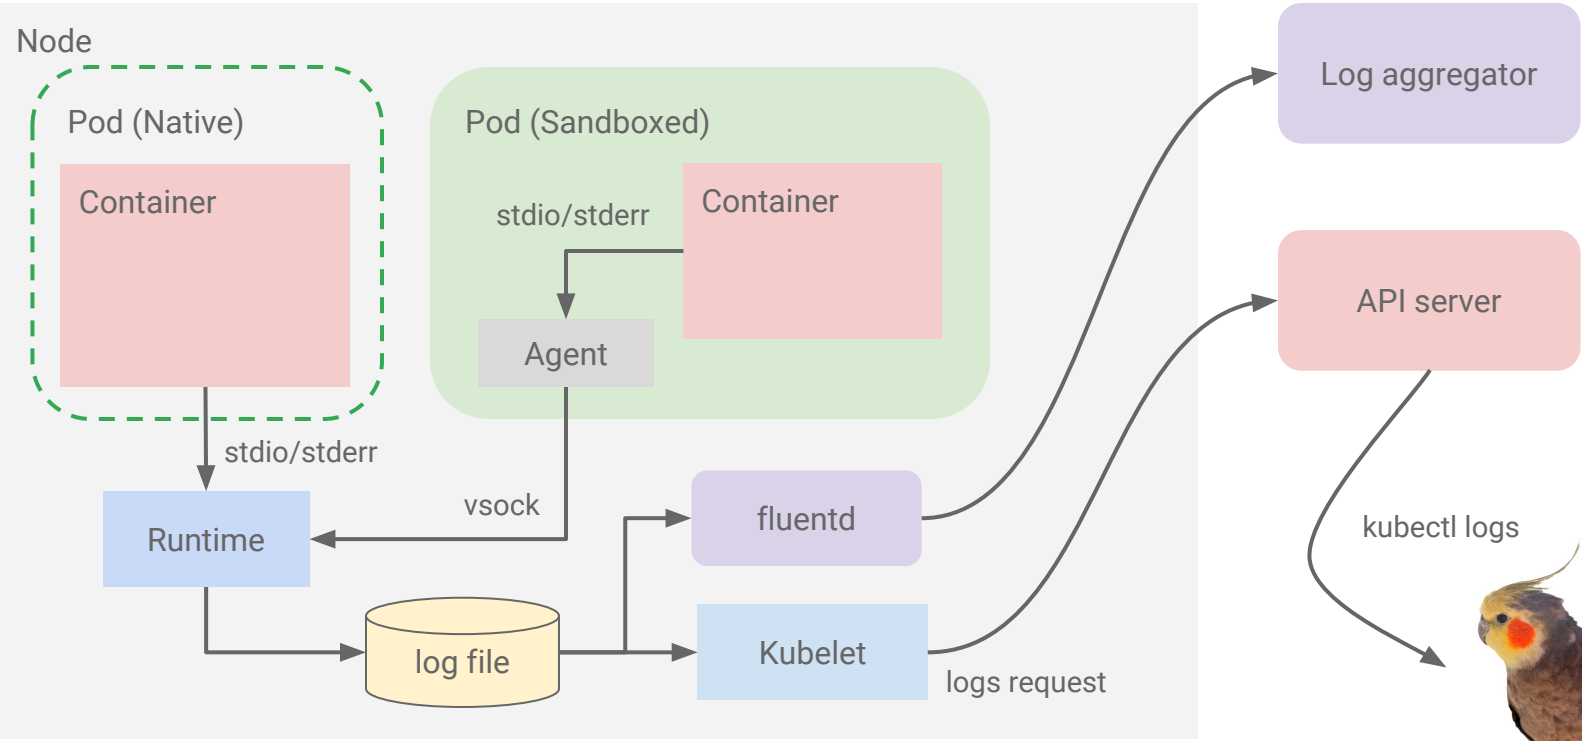 Node
Pod (Native)
Container
stdio/stderr
Pod (Sandboxed)
Container
stdio/stderr
Agent
vsock
Runtime
log file
fluentd
Kubelet
logs request
Log aggregator
API server
kubectl logs